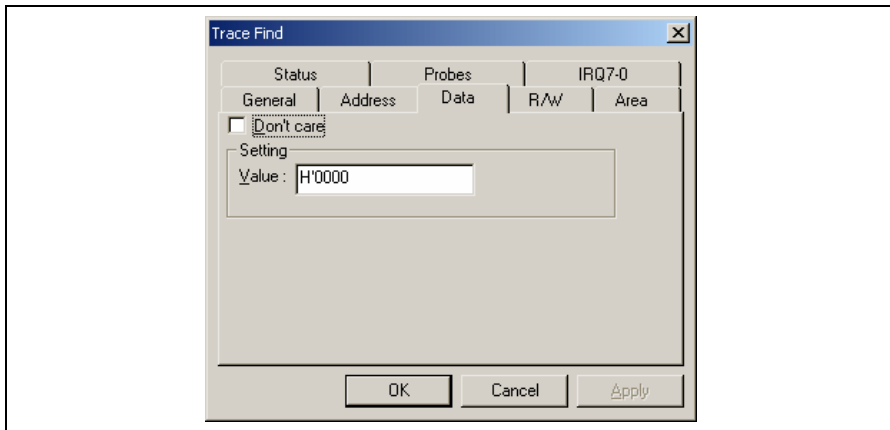 Trace Find
Status Probes IRQ7-0
General Address Data R/W Area
Don't care
Setting
Value : H'0000
OK Cancel Apply